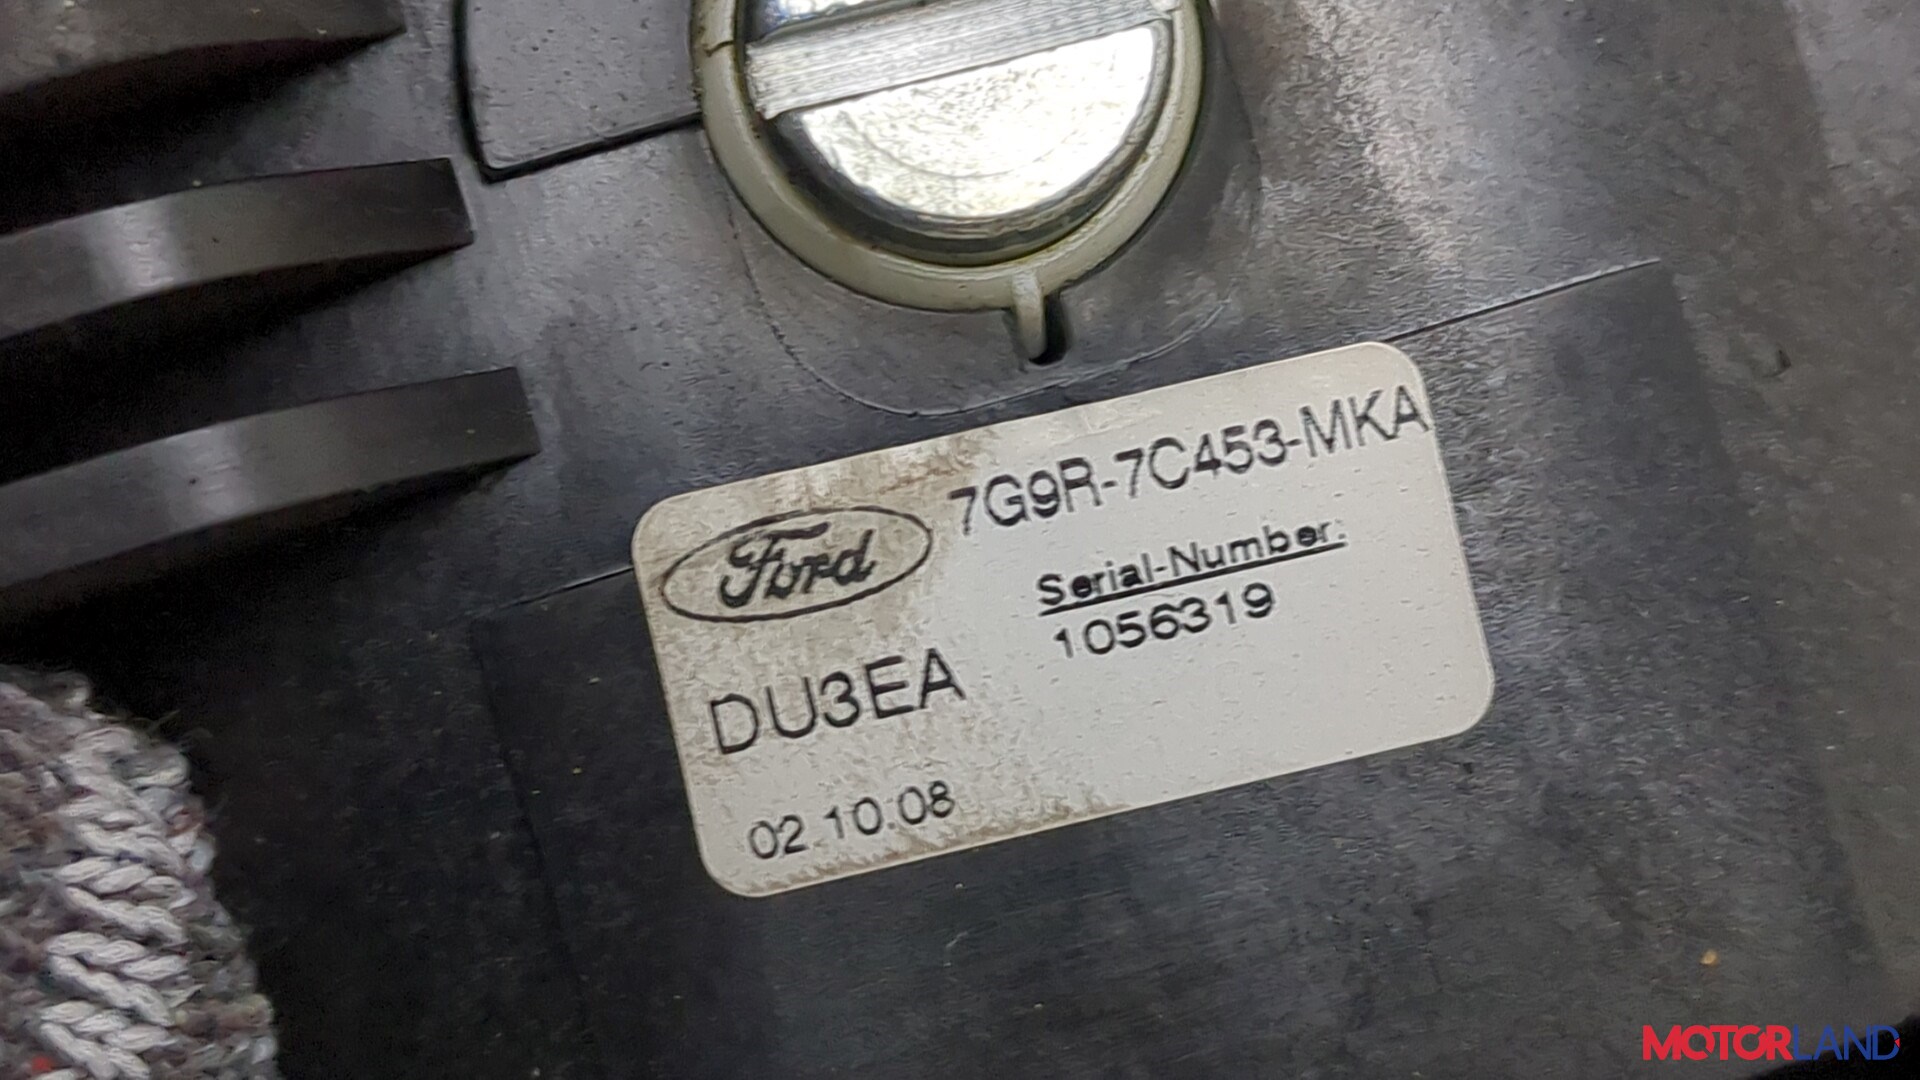 Ford
7G9R-7C453-MKA
Serial-Number:
1056319
DU3EA
02.10.08
MOTORLAND